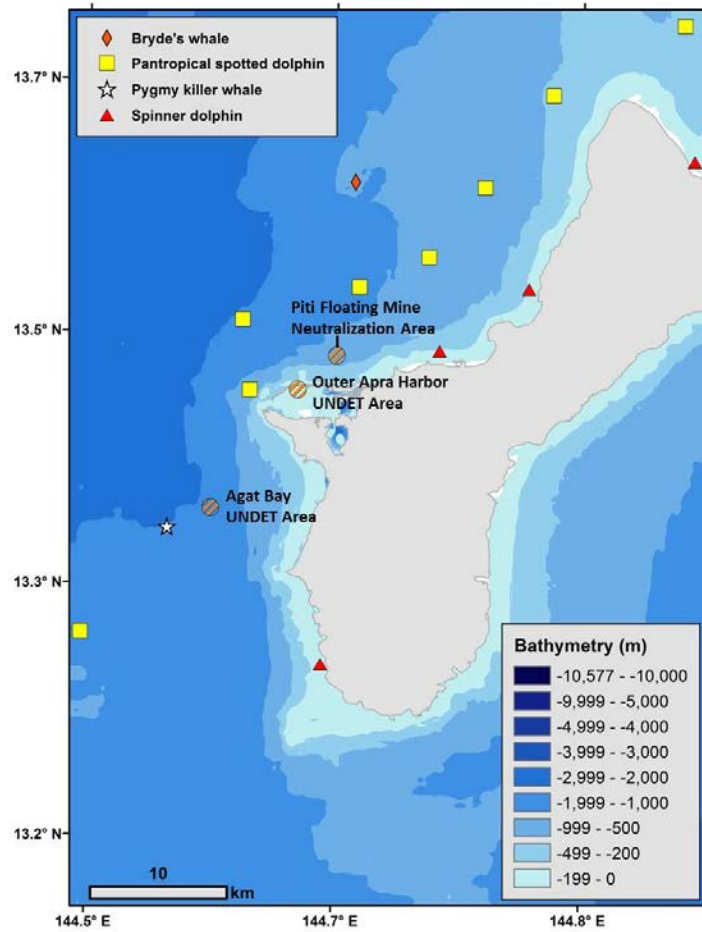 Bryde's whale
Pantropical spotted dolphin
Pygmy killer whale
Spinner dolphin
13.7° N
13.5° N
13.3° N
13.2° N
Piti Floating Mine
Neutralization Area
Outer Apra Harbor
UNDET Area
Agat Bay
UNDET Area
Bathymetry (m)
-10,577 - -10,000
-9,999 - -5,000
-4,999 - -4,000
-3,999 - -3,000
-2,999 - -2,000
-1,999 - -1,000
-999 - -500
-499 - -200
-199 - 0
10
km
144.5° E
144.7° E
144.8° E